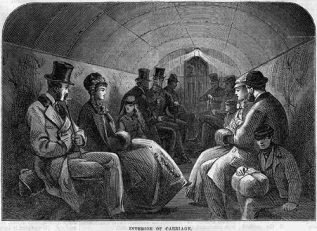 INTERIOR OF CARRIAGE.